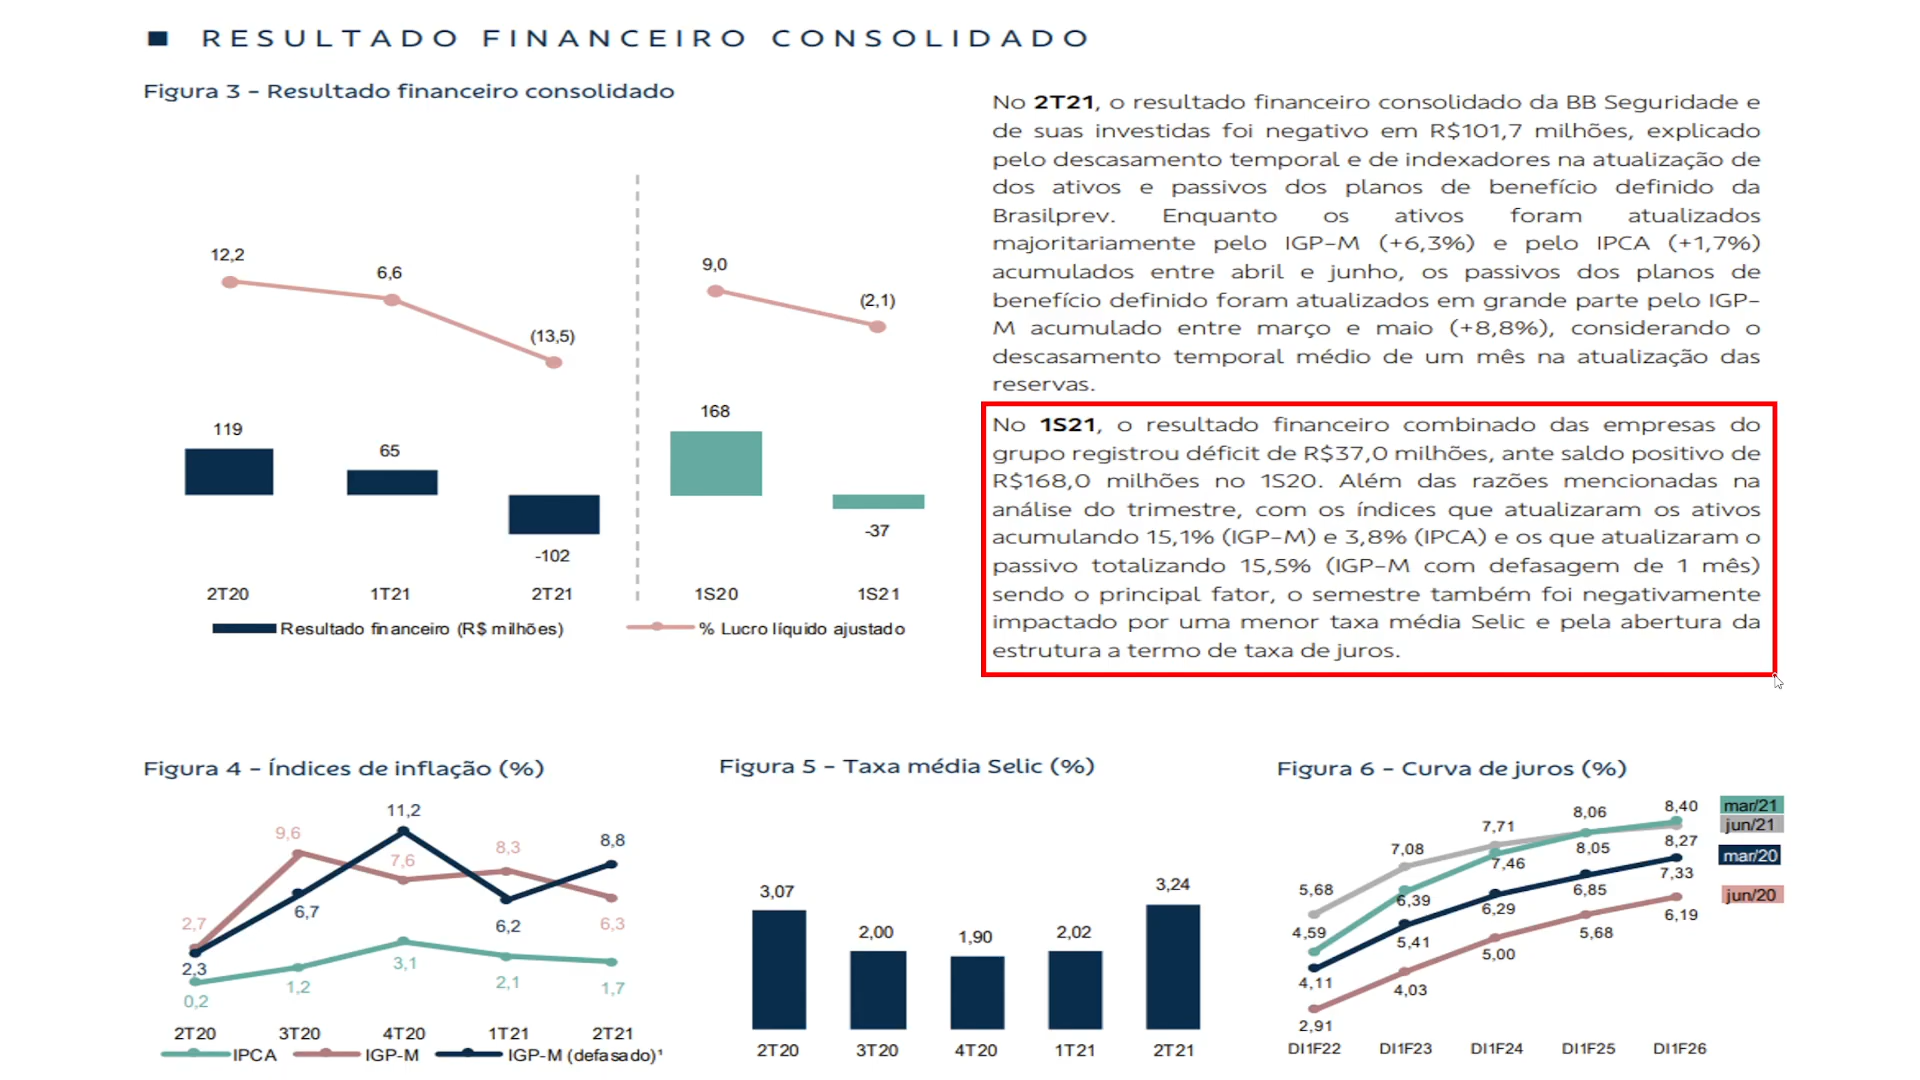 RESULTADO FINANCEIRO CONSOLIDADO
Figura 3 – Resultado financeiro consolidado
12,2
6,6
(13,5)
9,0
(2,1)
119
65
-102
168
-37
2T20 1T21 2T21 1S20 1S21
Resultado financeiro (R$ milhões) % Lucro líquido ajustado
No 2T21, o resultado financeiro consolidado da BB Seguridade e
de suas investidas foi negativo em R$101,7 milhões, explicado
pelo descasamento temporal e de indexadores na atualização de
dos ativos e passivos dos planos de benefício definido da
Brasilprev. Enquanto os ativos foram atualizados
majoritariamente pelo IGP-M (+6,3%) e pelo IPCA (+1,7%)
acumulados entre abril e junho, os passivos dos planos de
benefício definido foram atualizados em grande parte pelo IGP-
M acumulado entre março e maio (+8,8%), considerando o
descasamento temporal médio de um mês na atualização das
reservas.
No 1S21, o resultado financeiro combinado das empresas do
grupo registrou déficit de R$37,0 milhões, ante saldo positivo de
R$168,0 milhões no 1S20. Além das razões mencionadas na
análise do trimestre, com os índices que atualizaram os ativos
acumulando 15,1% (IGP-M) e 3,8% (IPCA) e os que atualizaram o
passivo totalizando 15,5% (IGP-M com defasagem de 1 mês)
sendo o principal fator, o semestre também foi negativamente
impactado por uma menor taxa média Selic e pela abertura da
estrutura a termo de taxa de juros.
Figura 4 – Índices de inflação (%)
11,2
9,6
7,6
8,3
8,8
2,7
6,7
6,2
6,3
2,3
0,2
1,2
3,1
2,1
1,7
2T20 3T20 4T20 1T21 2T21
IPCA IGP-M IGP-M (defasado)¹
Figura 5 – Taxa média Selic (%)
3,07
2,00
1,90
2,02
3,24
2T20 3T20 4T20 1T21 2T21
Figura 6 – Curva de juros (%)
5,68
7,08
7,71
8,06
8,40
4,59
6,39
7,46
8,05
8,27
4,11
5,41
6,29
6,85
7,33
2,91
4,03
5,00
5,68
6,19
mar/21
jun/21
mar/20
jun/20
DI1F22 DI1F23 DI1F24 DI1F25 DI1F26